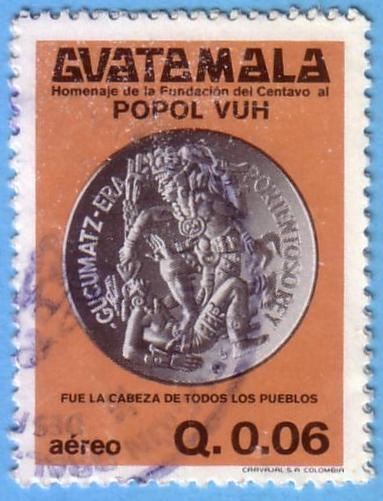 GUATEMALA
Homenaje de la Fundación del Centavo al
POPOL VUH
GUCUMATZ-ERA
PORTENTOSO REY
FUE LA CABEZA DE TODOS LOS PUEBLOS
aéreo Q. 0.06
CARVAJAL S.A. COLOMBIA